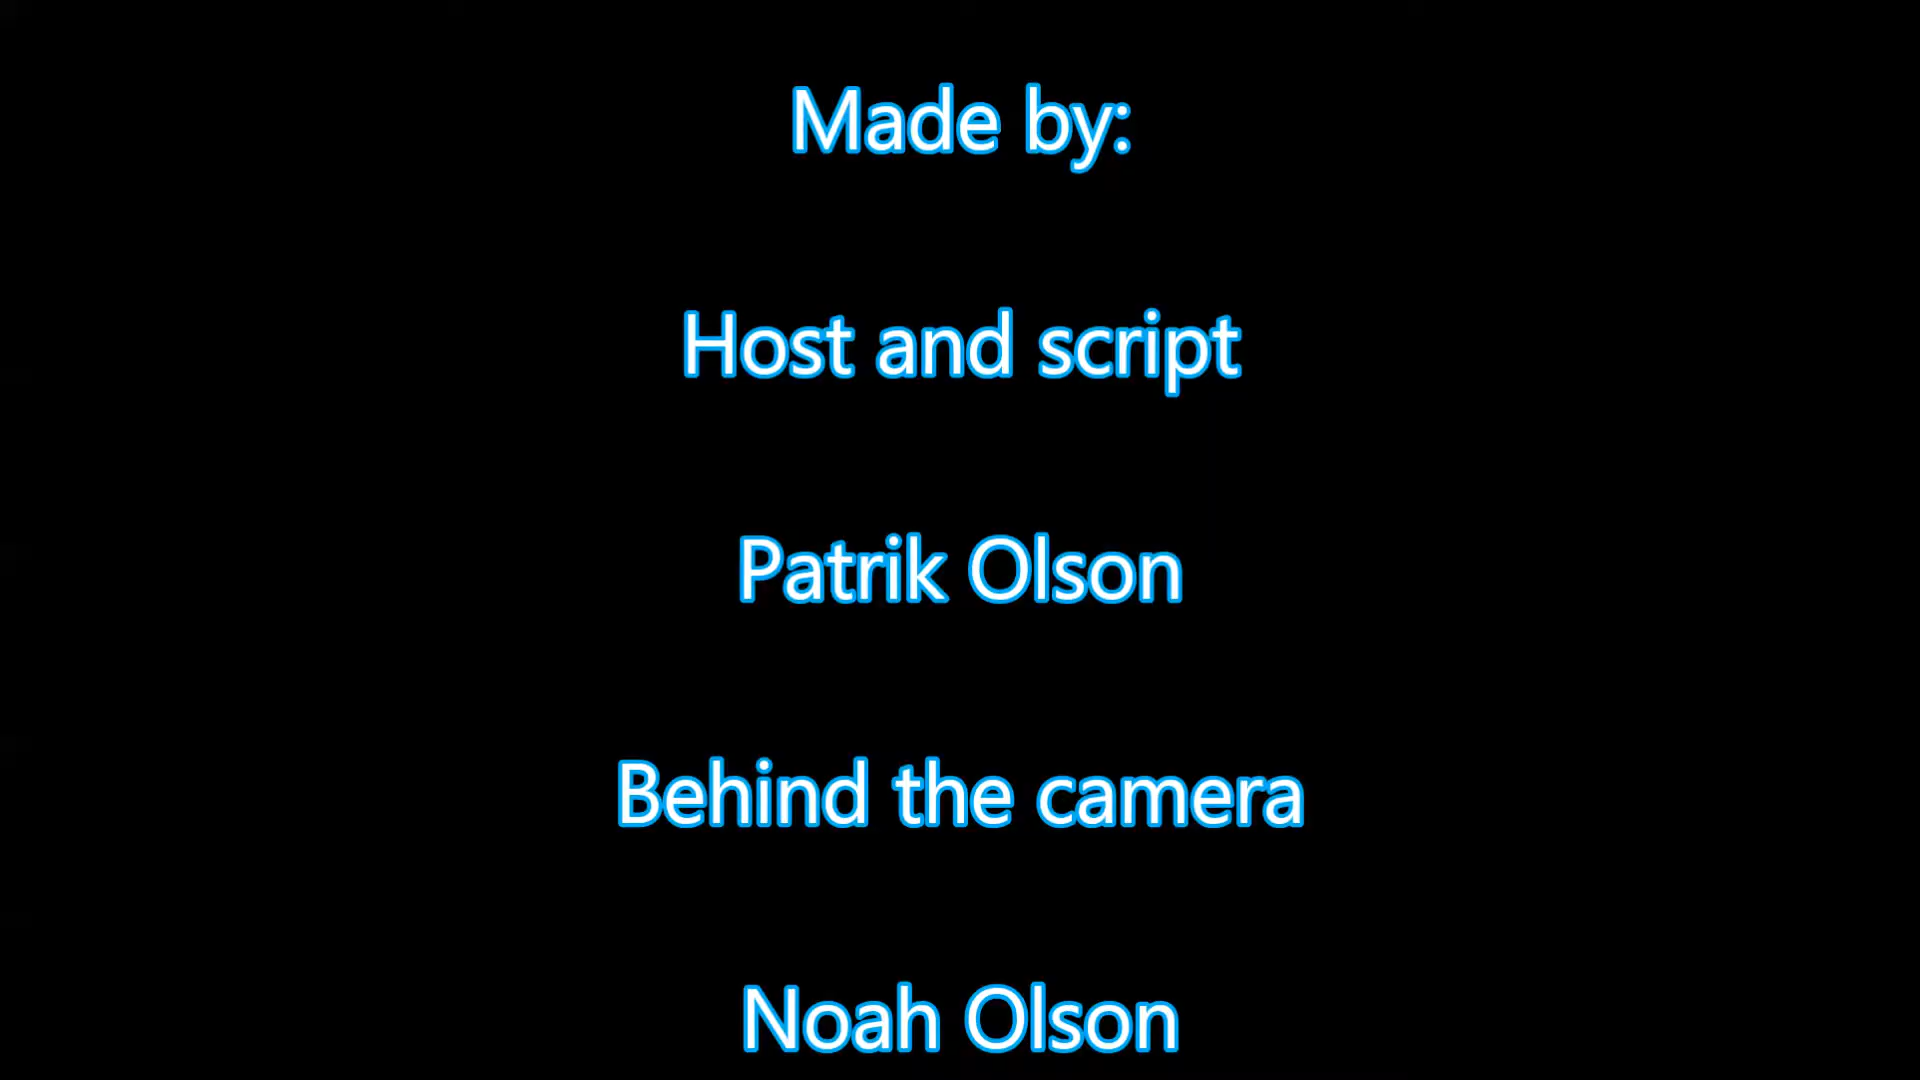 Made by:
Host and script
Patrik Olson
Behind the camera
Noah Olson